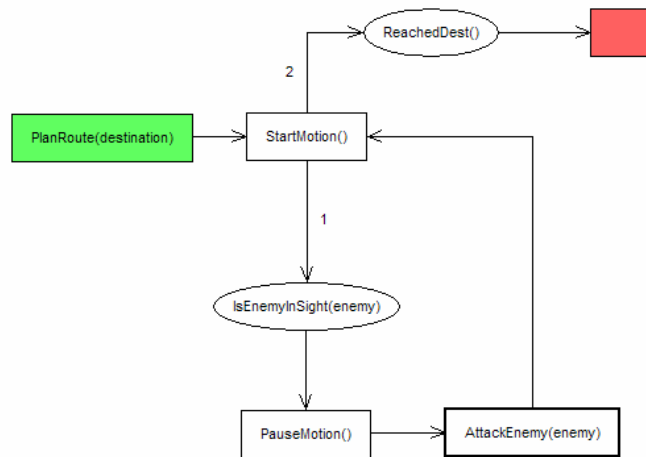 ReachedDest()
2
PlanRoute(destination)
StartMotion()
1
IsEnemyInSight(enemy)
PauseMotion()
AttackEnemy(enemy)